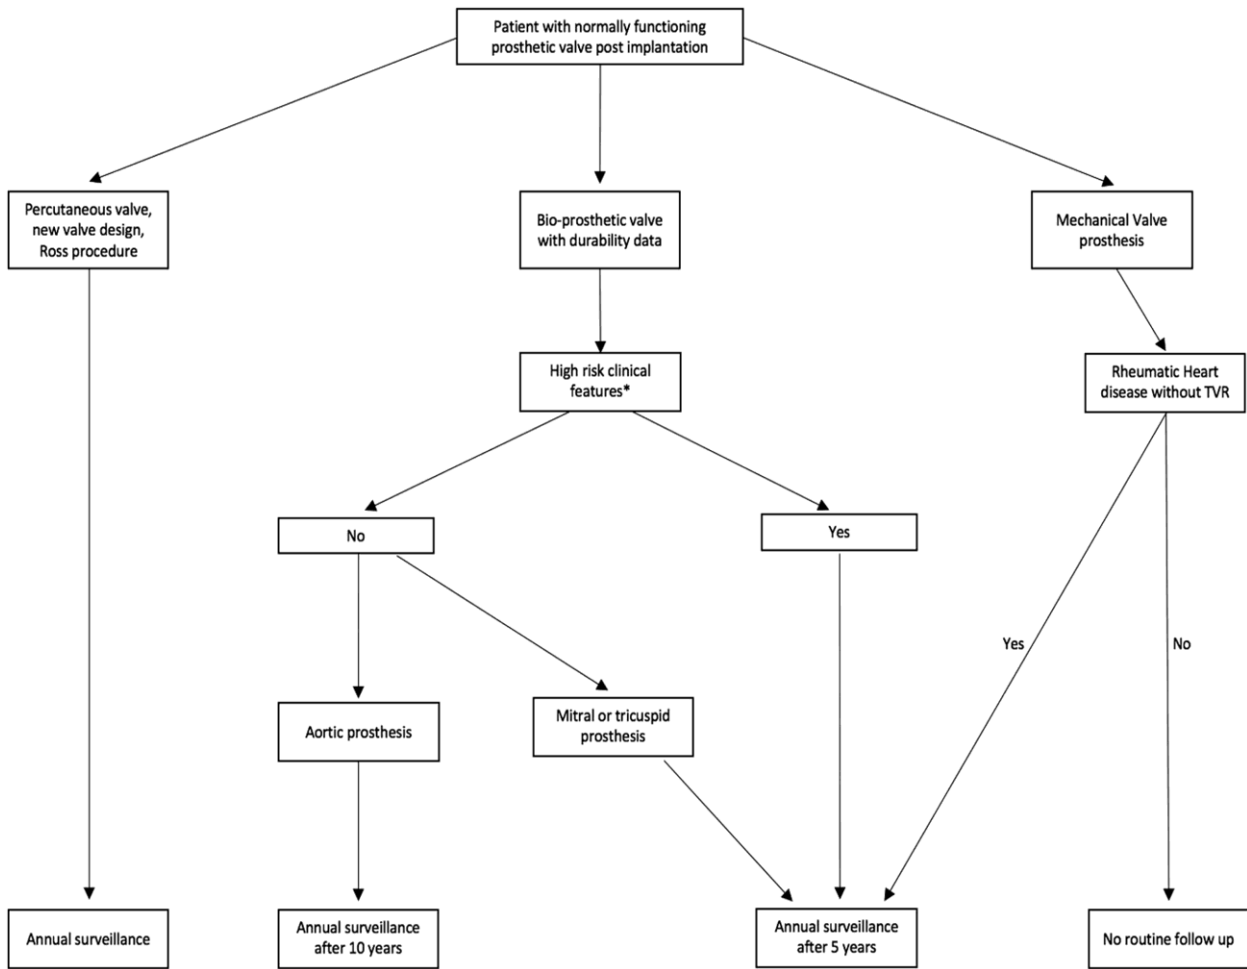 Patient with normally functioning
prosthetic valve post implantation
Percutaneous valve,
new valve design,
Ross procedure
Bio-prosthetic valve
with durability data
Mechanical Valve
prosthesis
High risk clinical
features*
Rheumatic Heart
disease without TVR
No
Yes
Yes
No
Aortic prosthesis
Mitral or tricuspid
prosthesis
Annual surveillance
Annual surveillance
after 10 years
Annual surveillance
after 5 years
No routine follow up